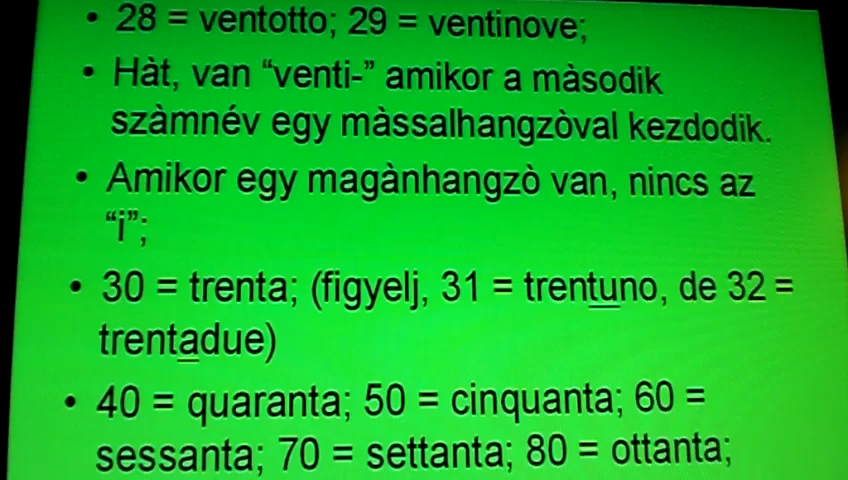 • 28 = ventotto; 29 = ventinove;
• Hàt, van “venti-” amikor a màsodik
szàmnév egy màssalhangzòval kezdodik.
• Amikor egy magànhangzò van, nincs az
“i”;
• 30 = trenta; (figyelj, 31 = trentuno, de 32 =
trentadue)
• 40 = quaranta; 50 = cinquanta; 60 =
sessanta; 70 = settanta; 80 = ottanta;